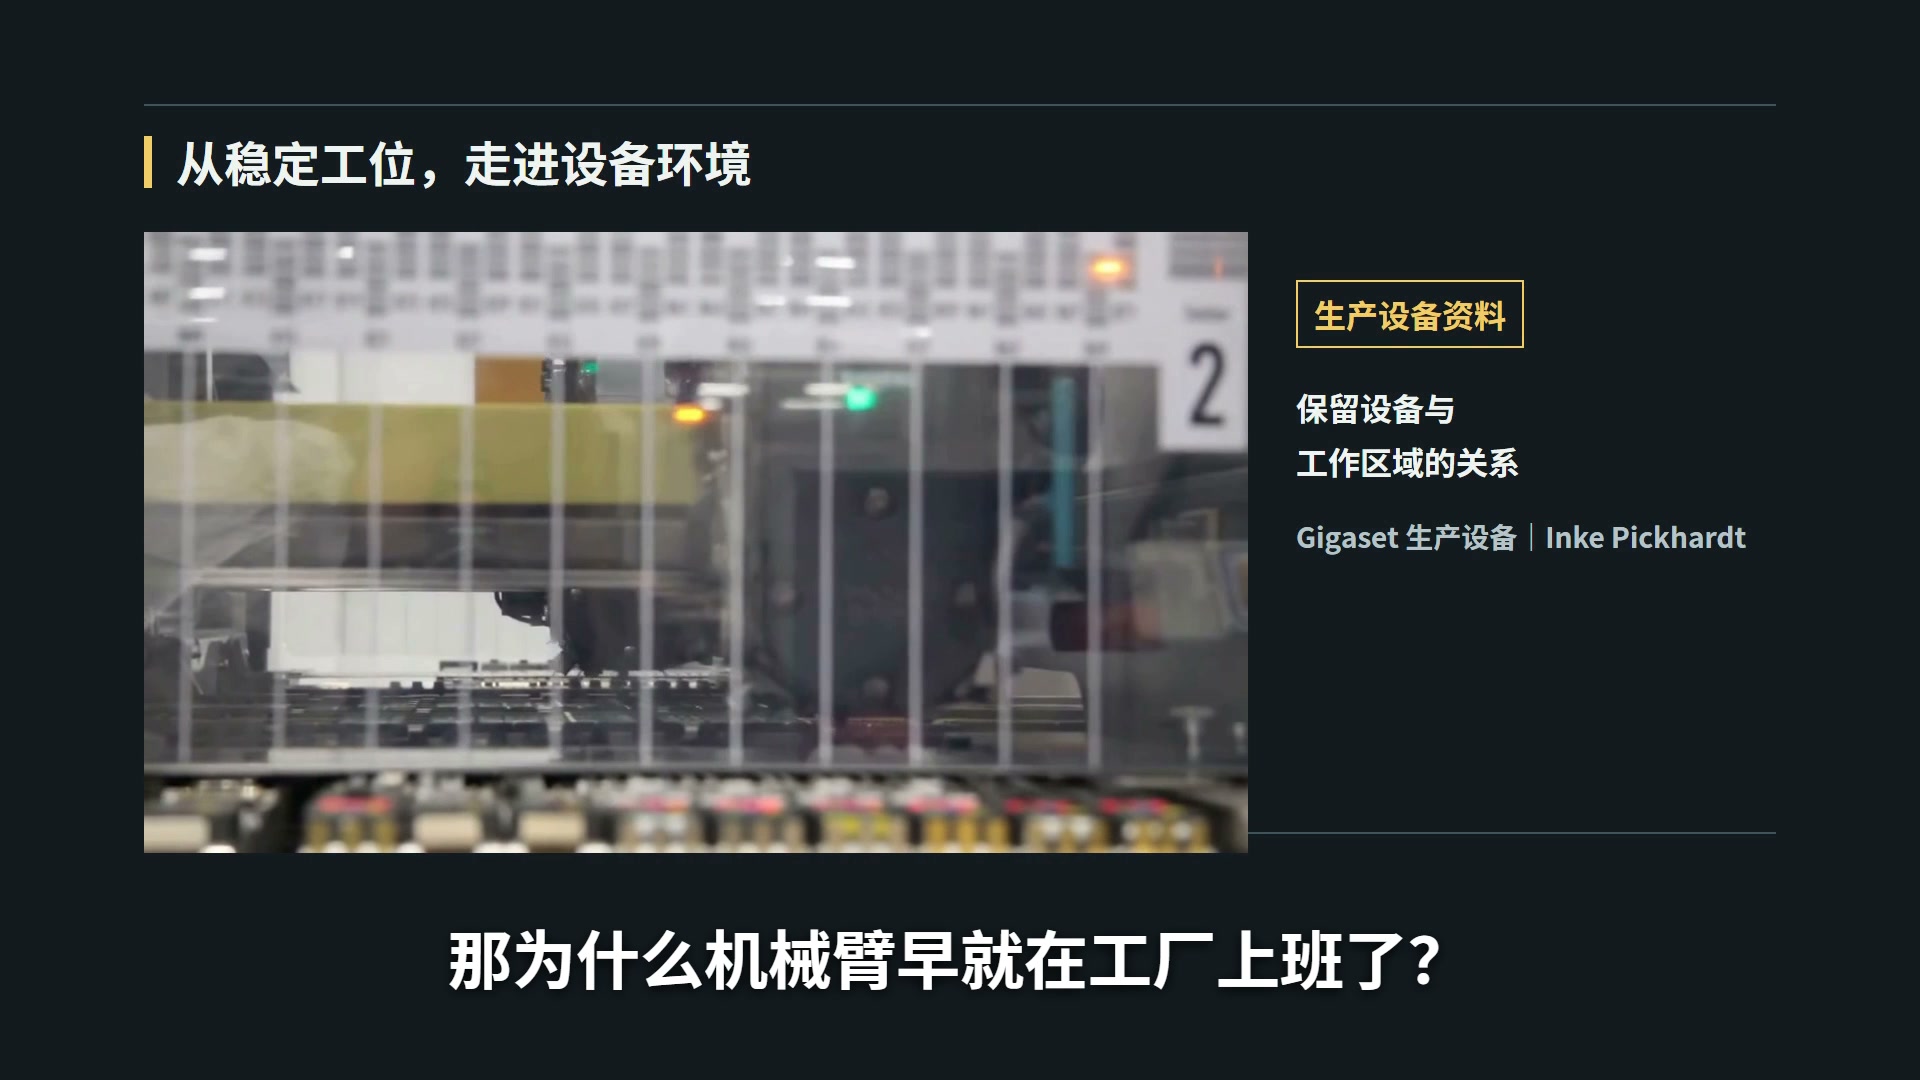 从稳定工位，走进设备环境
2
生产设备资料
保留设备与
工作区域的关系
Gigaset 生产设备｜Inke Pickhardt
那为什么机械臂早就在工厂上班了？